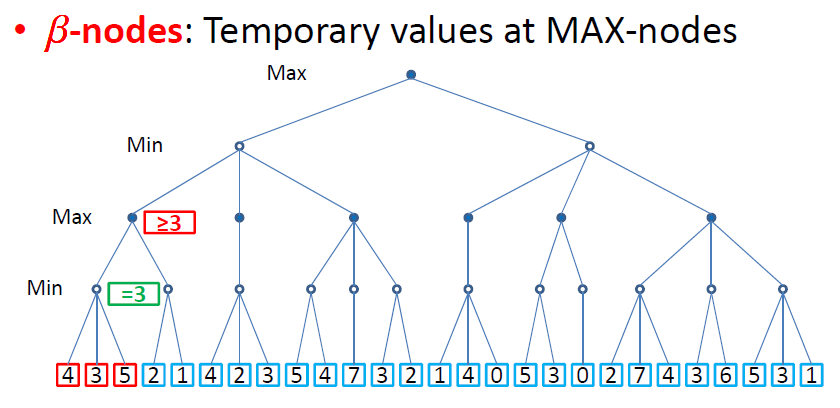 • β-nodes: Temporary values at MAX-nodes
Max
Min
Max ≥3
Min =3
4 3 5 2 1 4 2 3 5 4 7 3 2 1 4 0 5 3 0 2 7 4 3 6 5 3 1